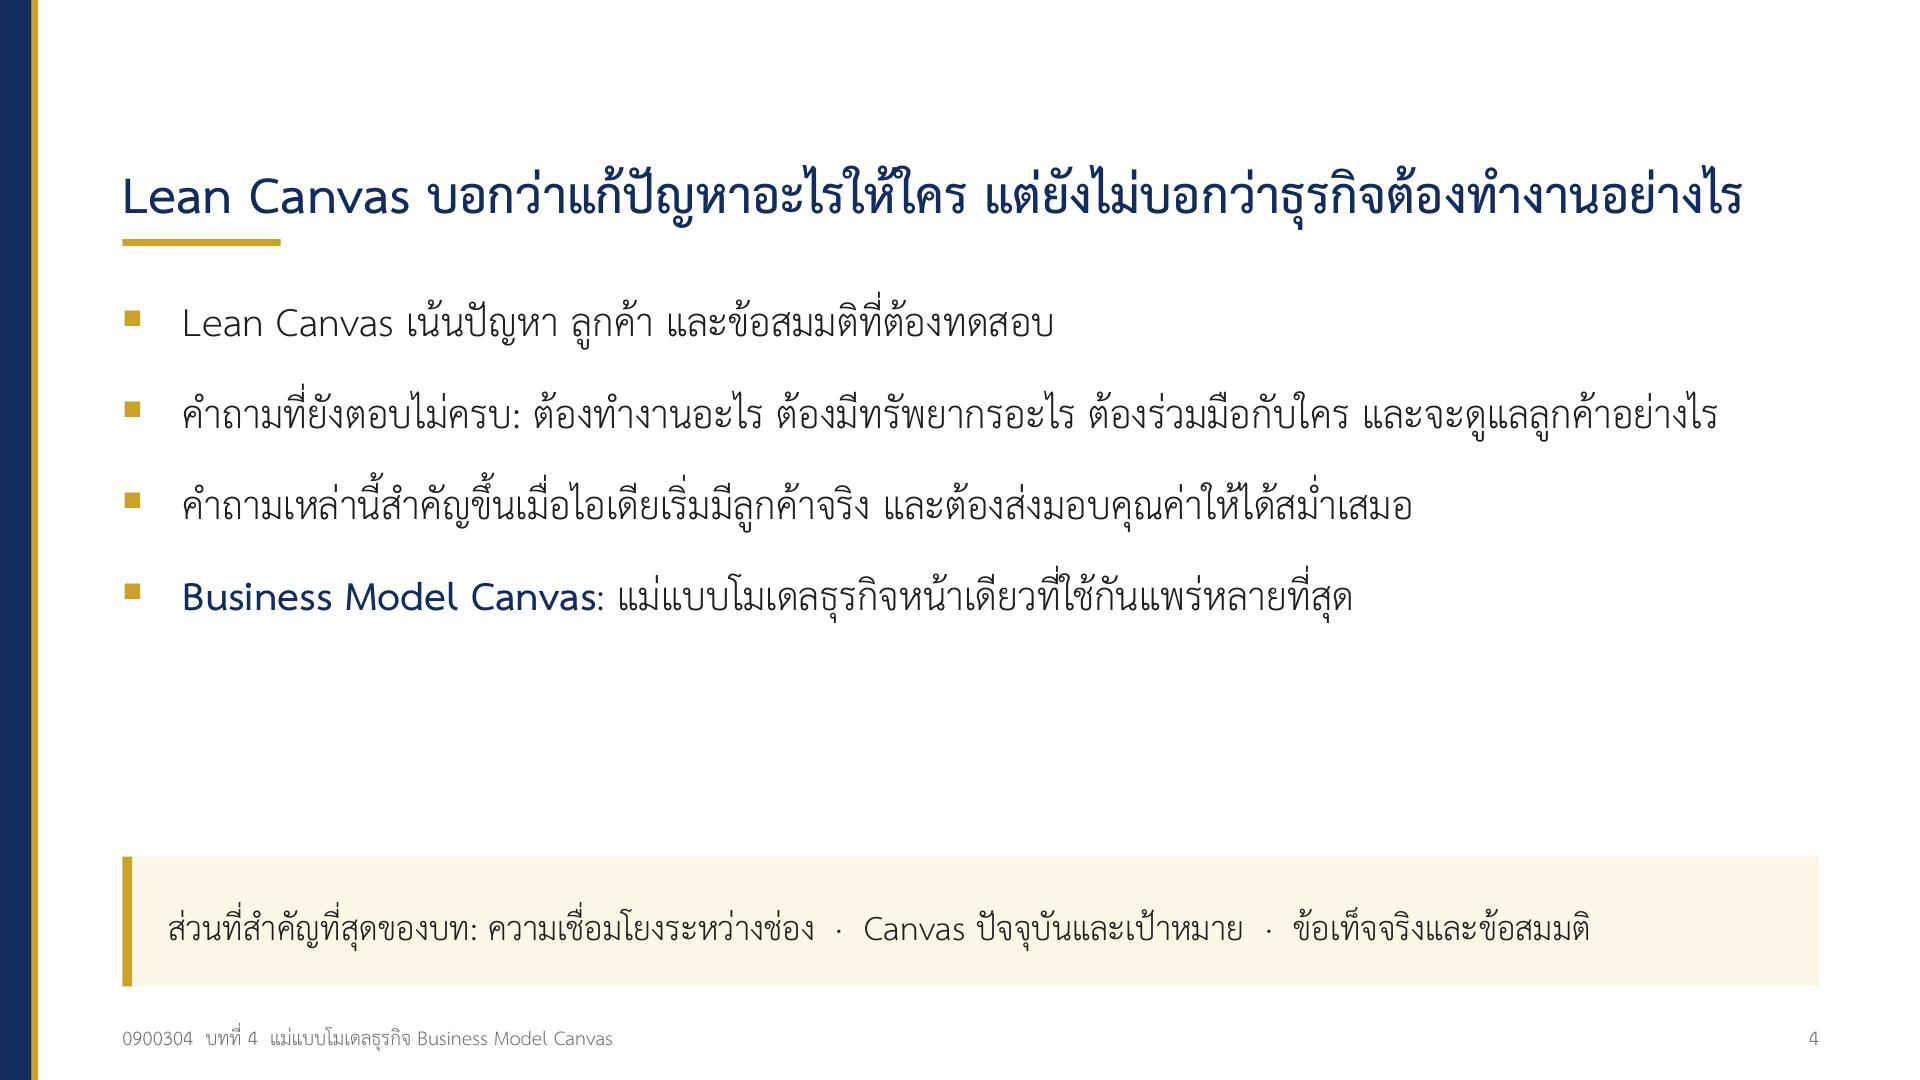 Lean Canvas บอกว่าแก้ปัญหาอะไรให้ใคร แต่ยังไม่บอกว่าธุรกิจต้องทำงานอย่างไร
Lean Canvas เน้นปัญหา ลูกค้า และข้อสมมติที่ต้องทดสอบ
คำถามที่ยังตอบไม่ครบ: ต้องทำงานอะไร ต้องมีทรัพยากรอะไร ต้องร่วมมือกับใคร และจะดูแลลูกค้าอย่างไร
คำถามเหล่านี้สำคัญขึ้นเมื่อไอเดียเริ่มมีลูกค้าจริง และต้องส่งมอบคุณค่าให้ได้สม่ำเสมอ
Business Model Canvas: แม่แบบโมเดลธุรกิจหน้าเดียวที่ใช้กันแพร่หลายที่สุด
ส่วนที่สำคัญที่สุดของบท: ความเชื่อมโยงระหว่างช่อง · Canvas ปัจจุบันและเป้าหมาย · ข้อเท็จจริงและข้อสมมติ
0900304 บทที่ 4 แม่แบบโมเดลธุรกิจ Business Model Canvas
4